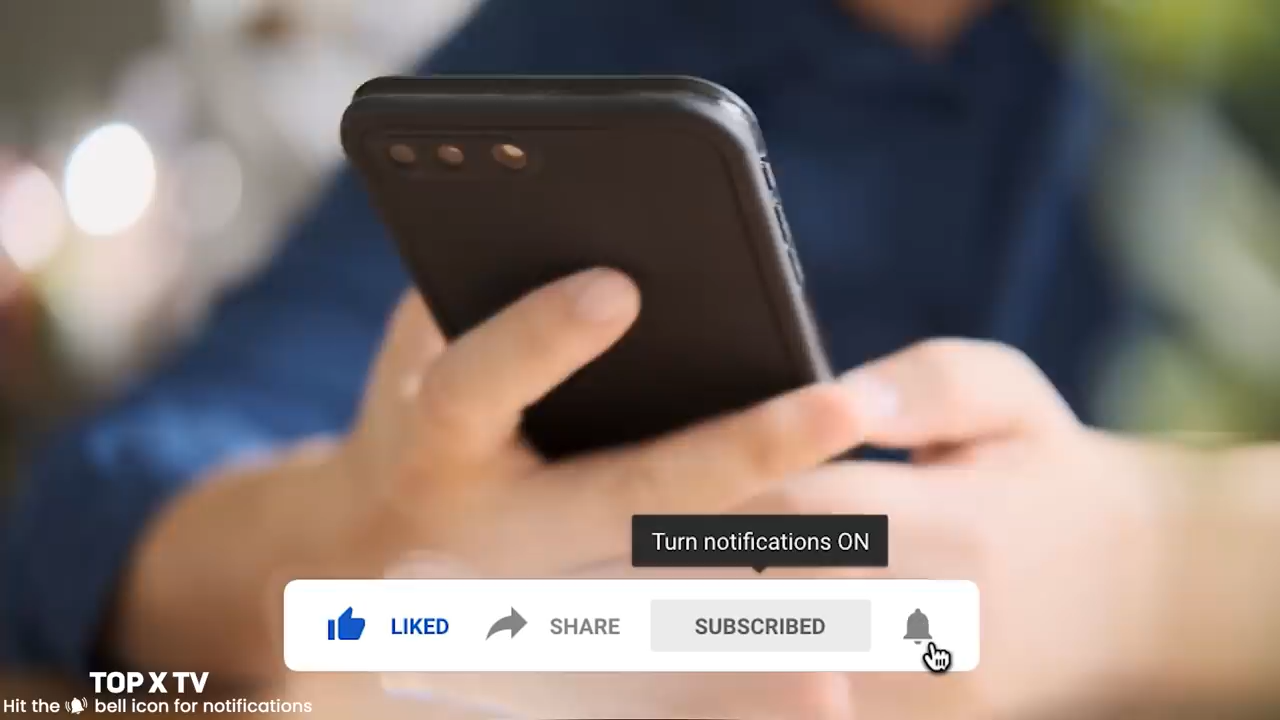 Turn notifications ON
LIKED SHARE SUBSCRIBED
TOP X TV
Hit the bell icon for notifications